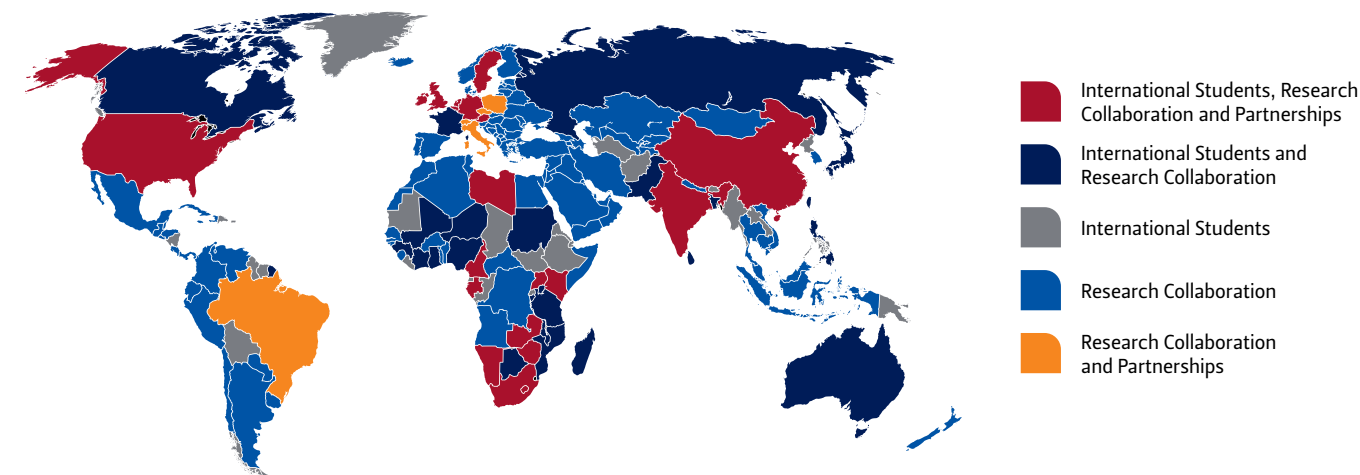 International Students, Research
Collaboration and Partnerships
International Students and
Research Collaboration
International Students
Research Collaboration
Research Collaboration
and Partnerships